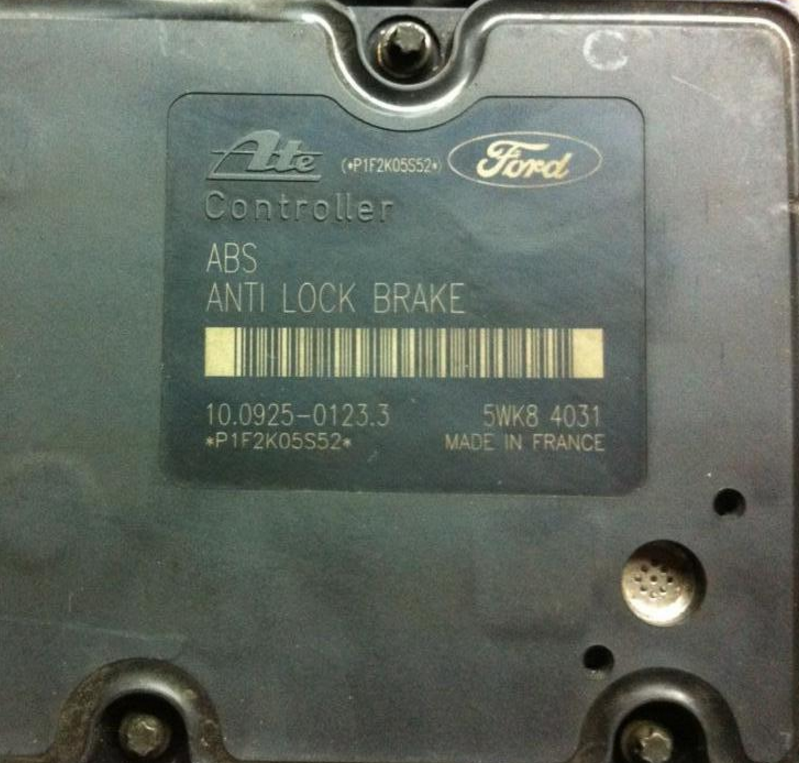 C
Ate (*P1F2K05S52*) Ford
Controller
ABS
ANTI LOCK BRAKE
10.0925-0123.3 5WK8 4031
*P1F2K05S52* MADE IN FRANCE